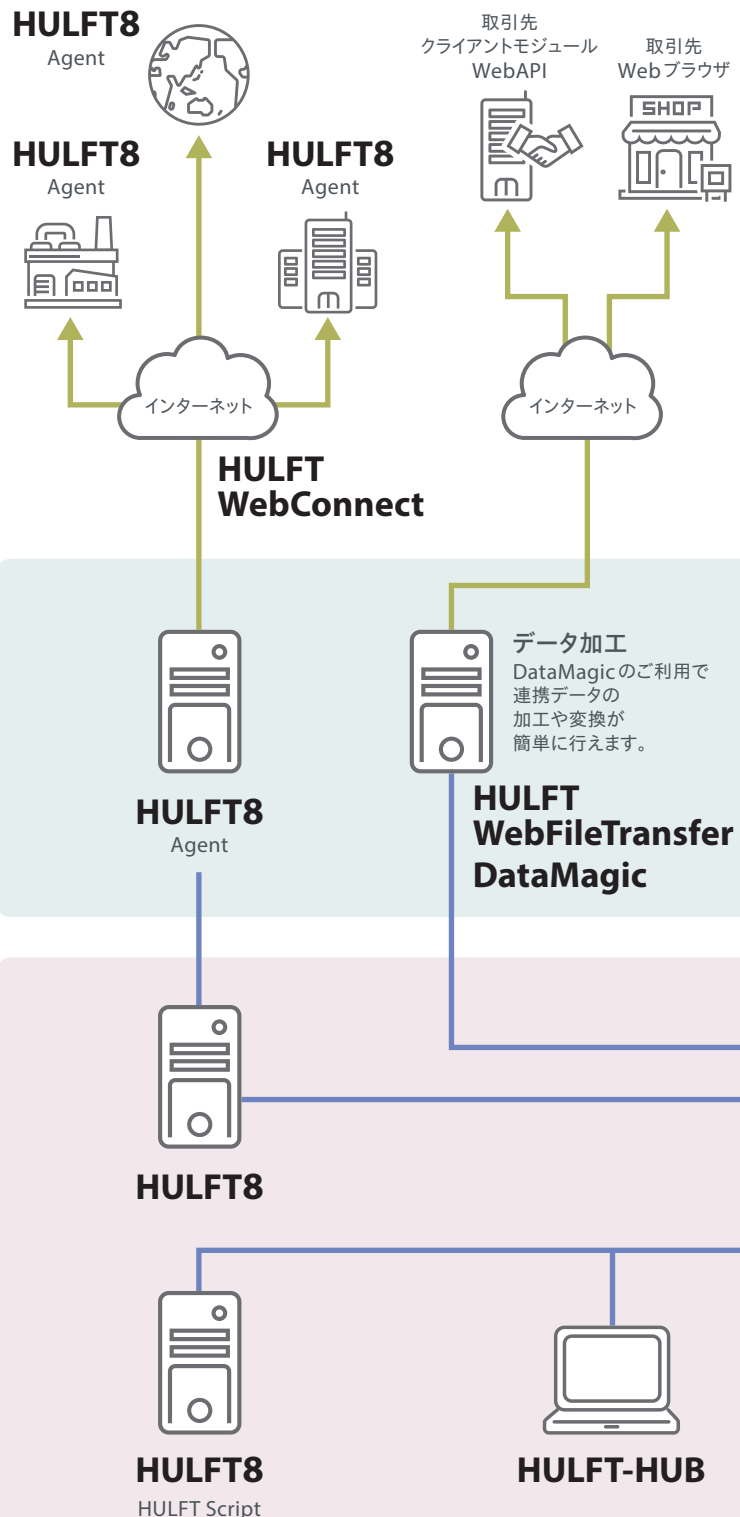 HULFT8
Agent
HULFT8
Agent
HULFT8
Agent
取引先
クライアントモジュール
WebAPI
取引先
Webブラウザ
SHOP
インターネット
インターネット
HULFT
WebConnect
データ加工
DataMagicのご利用で
連携データの
加工や変換が
簡単に行えます。
HULFT8
Agent
HULFT
WebFileTransfer
DataMagic
HULFT8
HULFT8
HULFT Script
HULFT-HUB